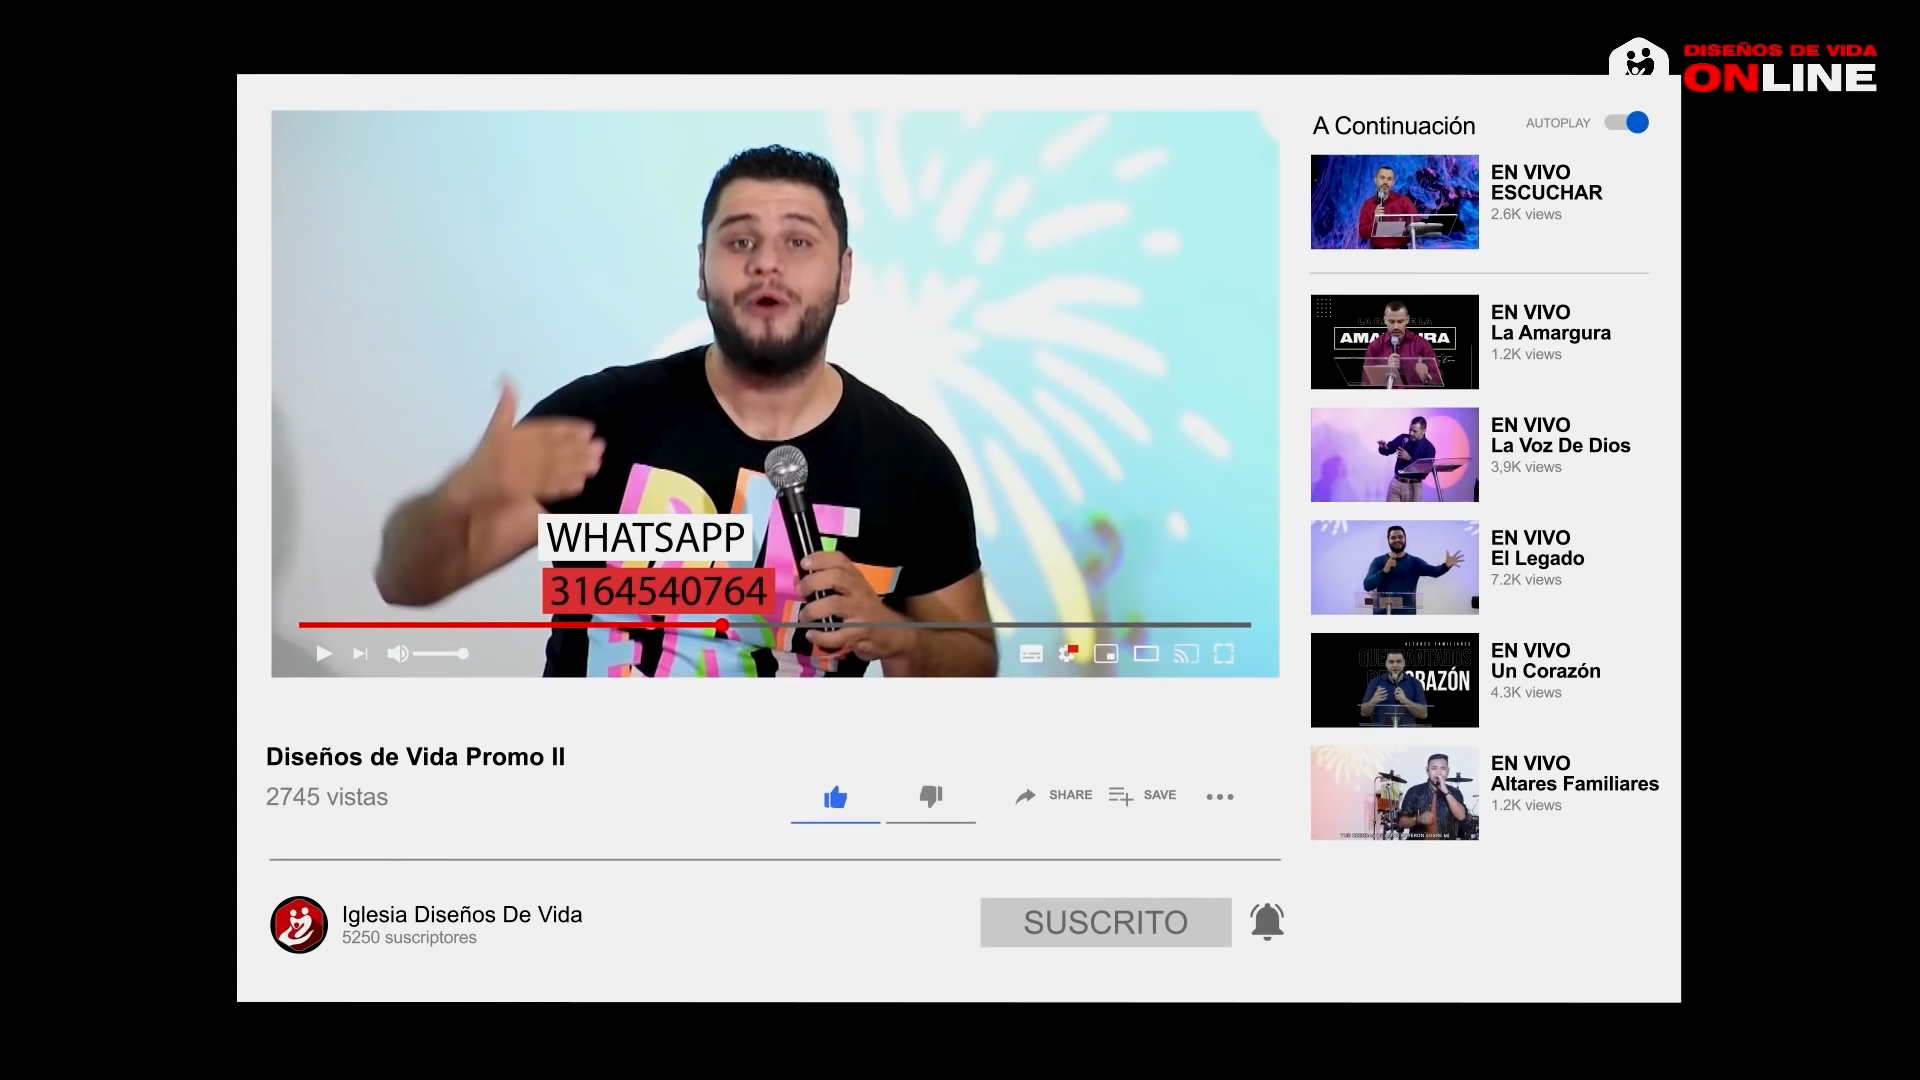 DISEÑOS DE VIDA
ONLINE
WHATSAPP
3164540764
Diseños de Vida Promo II
2745 vistas
SHARE
SAVE
Iglesia Diseños De Vida
5250 suscriptores
SUSCRITO
A Continuación
AUTOPLAY
EN VIVO
ESCUCHAR
2.6K views
EN VIVO
La Amargura
1.2K views
EN VIVO
La Voz De Dios
3,9K views
EN VIVO
El Legado
7.2K views
ALTARES FAMILIARES
EN VIVO
Un Corazón
4.3K views
EN VIVO
Altares Familiares
1.2K views